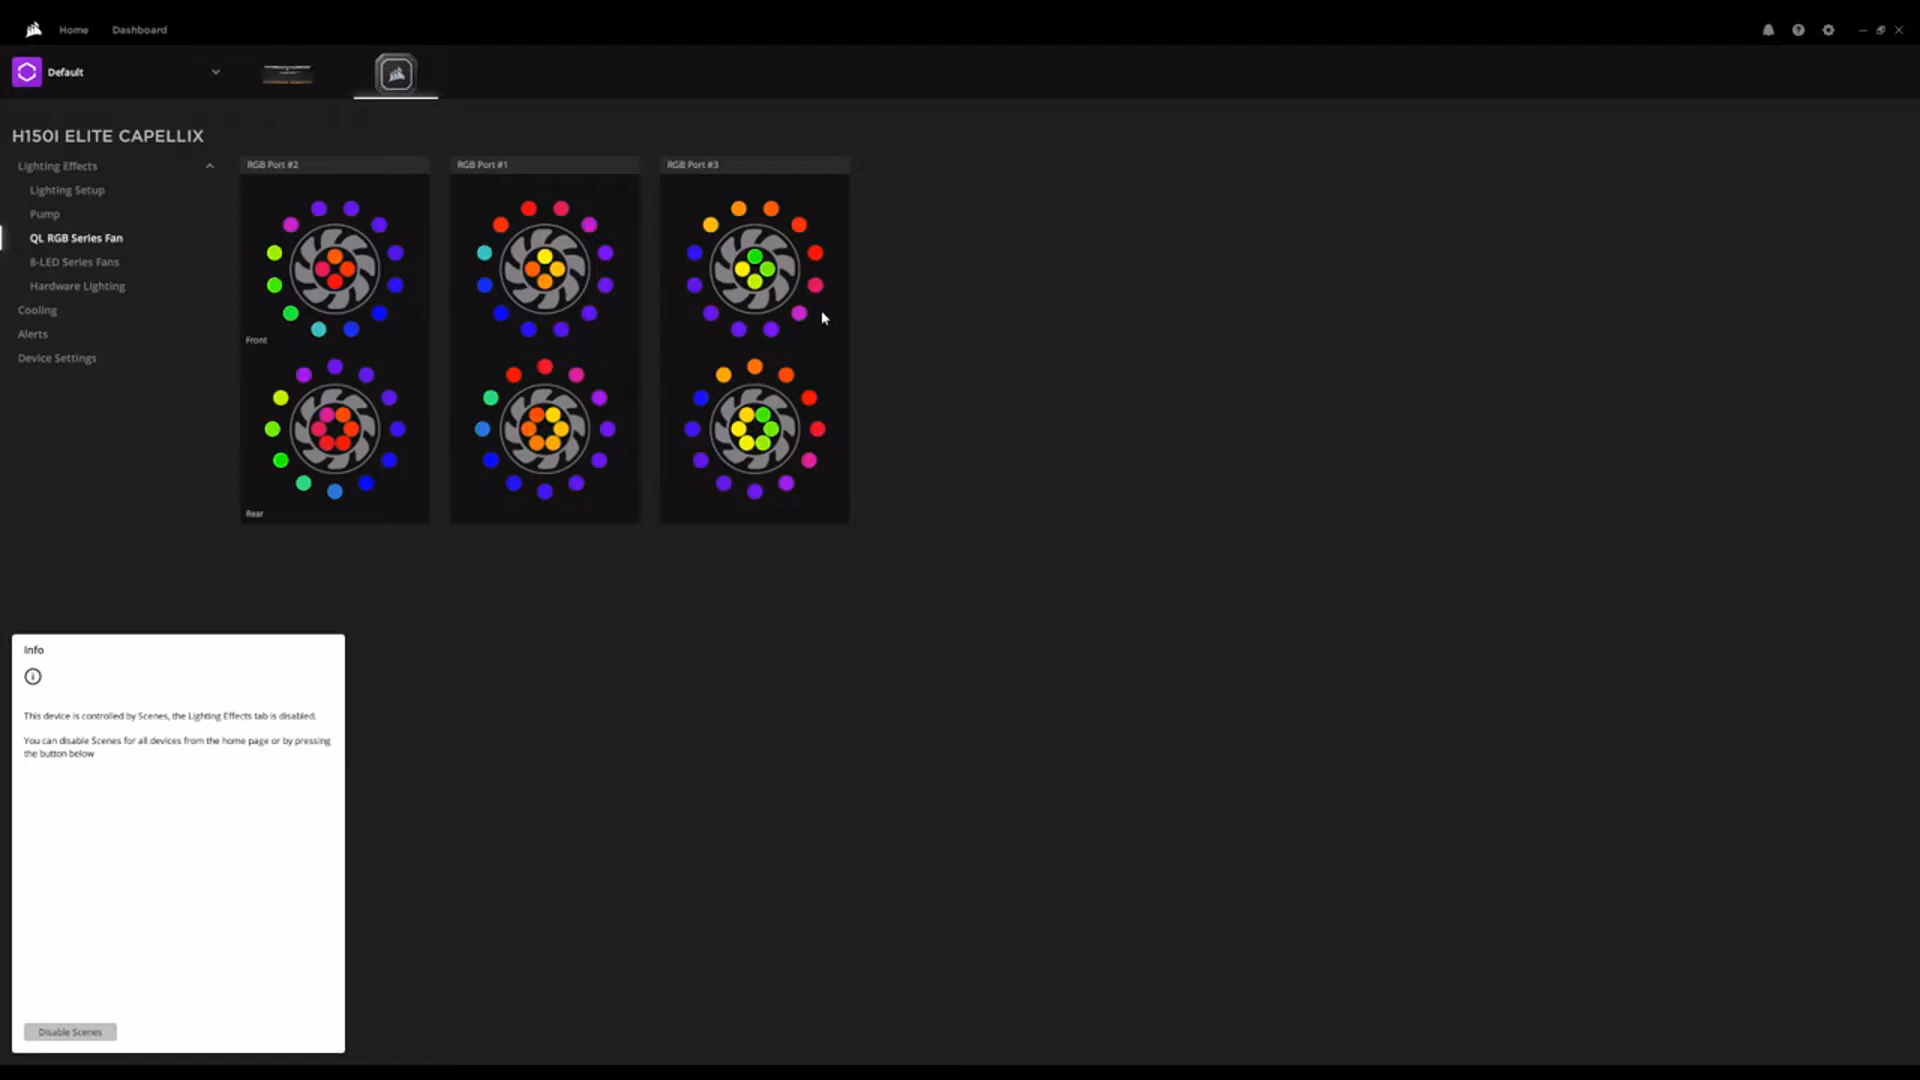 Home
Dashboard
Default
H150I ELITE CAPELLIX
Lighting Effects
Lighting Setup
Pump
QL RGB Series Fan
8-LED Series Fans
Hardware Lighting
Cooling
Alerts
Device Settings
RGB Port #2
RGB Port #1
RGB Port #3
Front
Rear
Info
This device is controlled by Scenes, the Lighting Effects tab is disabled.
You can disable Scenes for all devices from the home page or by pressing
the button below
Disable Scenes